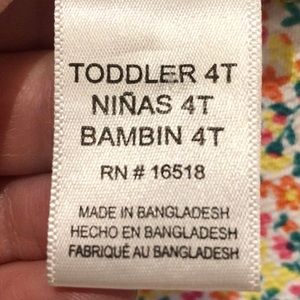 TODDLER 4T
NIÑAS 4T
BAMBIN 4T
RN # 16518
MADE IN BANGLADESH
HECHO EN BANGLADESH
FABRIQUÉ AU BANGLADESH